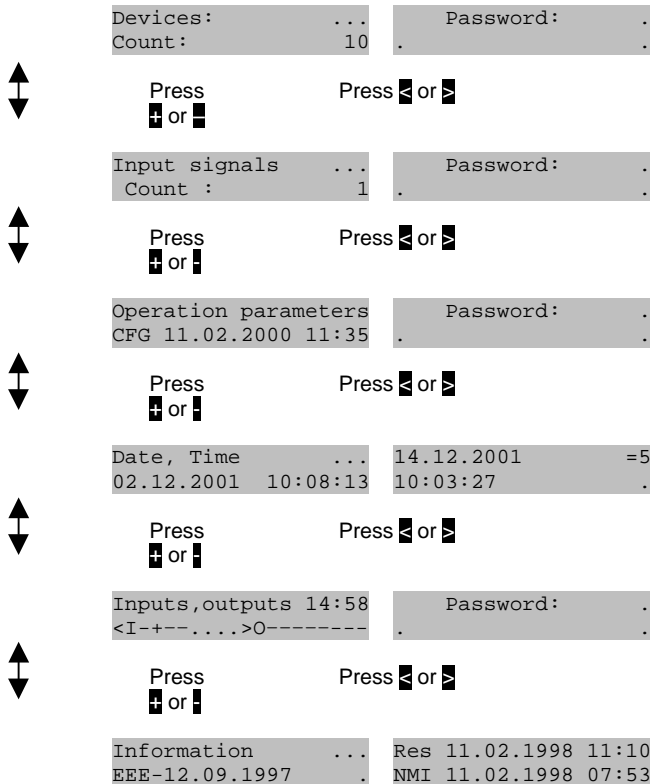 Devices: ... Password: .
Count: 10 . .
Press Press < or >
+ or –
Input signals ... Password: .
Count : 1 . .
Press Press < or >
+ or -
Operation parameters Password: .
CFG 11.02.2000 11:35 . .
Press Press < or >
+ or -
Date, Time ... 14.12.2001 =5
02.12.2001 10:08:13 10:03:27 .
Press Press < or >
+ or -
Inputs,outputs 14:58 Password: .
<I-+––....>O–––––––– . .
Press Press < or >
+ or -
Information ... Res 11.02.1998 11:10
EEE-12.09.1997 . NMI 11.02.1998 07:53